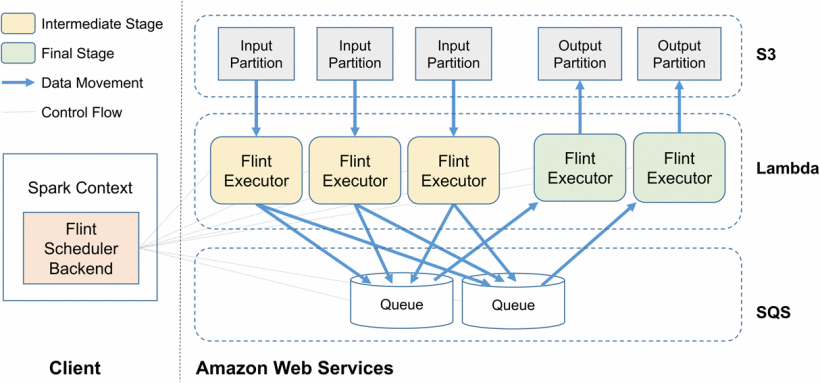 Intermediate Stage
Final Stage
Data Movement
Control Flow
Input
Partition
Input
Partition
Input
Partition
Output
Partition
Output
Partition
S3
Flint
Executor
Flint
Executor
Flint
Executor
Flint
Executor
Flint
Executor
Lambda
Spark Context
Flint
Scheduler
Backend
Queue
Queue
SQS
Client
Amazon Web Services